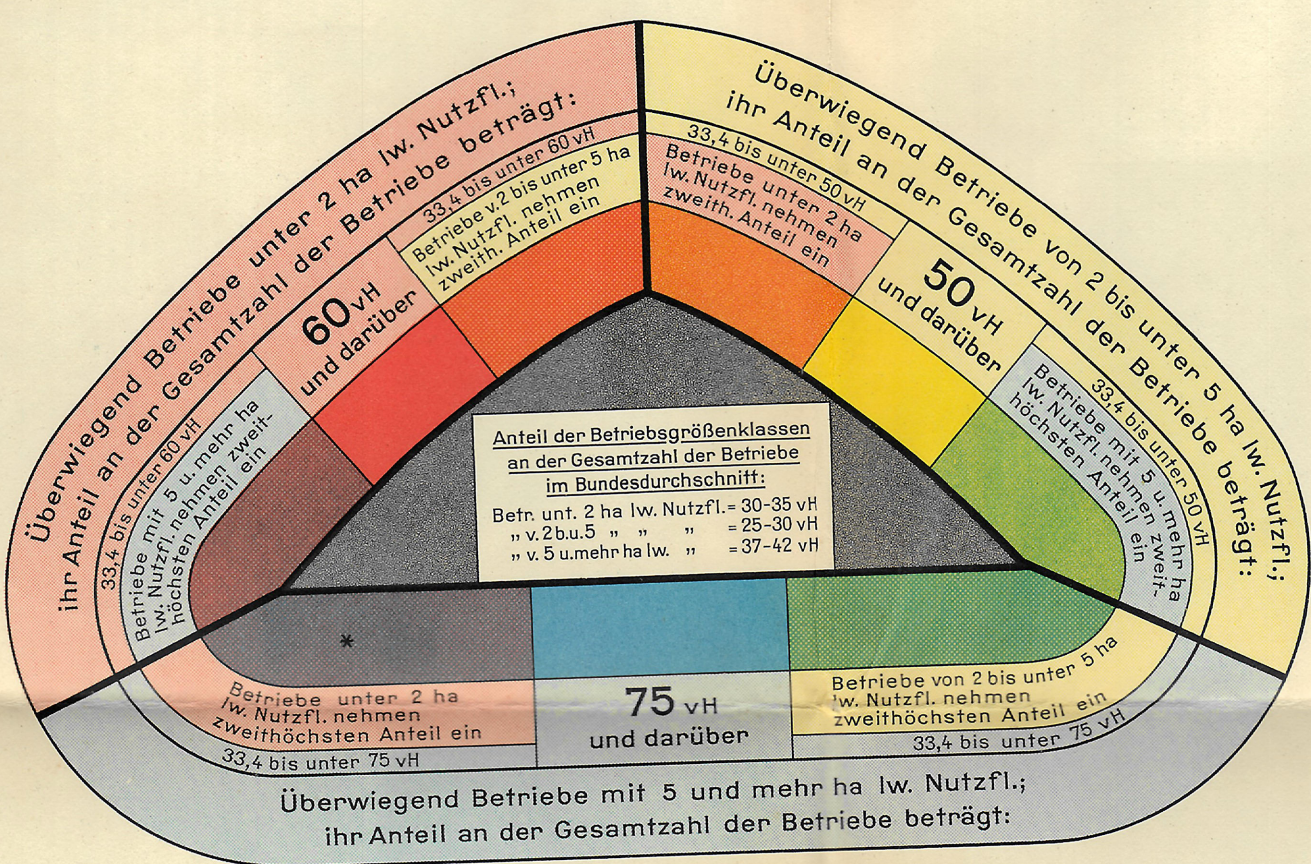 Überwiegend Betriebe unter 2 ha lw. Nutzfl.;
ihr Anteil an der Gesamtzahl der Betriebe beträgt:
33,4 bis unter 60 vH
Betriebe mit 5 u. mehr ha
lw. Nutzfl. nehmen zweit-
höchsten Anteil ein
60 vH
und darüber
33,4 bis unter 60 vH
Betriebe v. 2 bis unter 5 ha
lw. Nutzfl. nehmen
zweith. Anteil ein
Überwiegend Betriebe von 2 bis unter 5 ha lw. Nutzfl.;
ihr Anteil an der Gesamtzahl der Betriebe beträgt:
33,4 bis unter 50 vH
Betriebe unter 2 ha
lw. Nutzfl. nehmen
zweith. Anteil ein
50 vH
und darüber
33,4 bis unter 50 vH
Betriebe mit 5 u. mehr ha
lw. Nutzfl. nehmen zweit-
höchsten Anteil ein
Anteil der Betriebsgrößenklassen
an der Gesamtzahl der Betriebe
im Bundesdurchschnitt:
Betr. unt. 2 ha lw. Nutzfl. = 30-35 vH
„ v. 2 b. u. 5 „ „ „ = 25-30 vH
„ v. 5 u. mehr ha lw. „ = 37-42 vH
*
Betriebe unter 2 ha
lw. Nutzfl. nehmen
zweithöchsten Anteil ein
33,4 bis unter 75 vH
75 vH
und darüber
Betriebe von 2 bis unter 5 ha
lw. Nutzfl. nehmen
zweithöchsten Anteil ein
33,4 bis unter 75 vH
Überwiegend Betriebe mit 5 und mehr ha lw. Nutzfl.;
ihr Anteil an der Gesamtzahl der Betriebe beträgt: